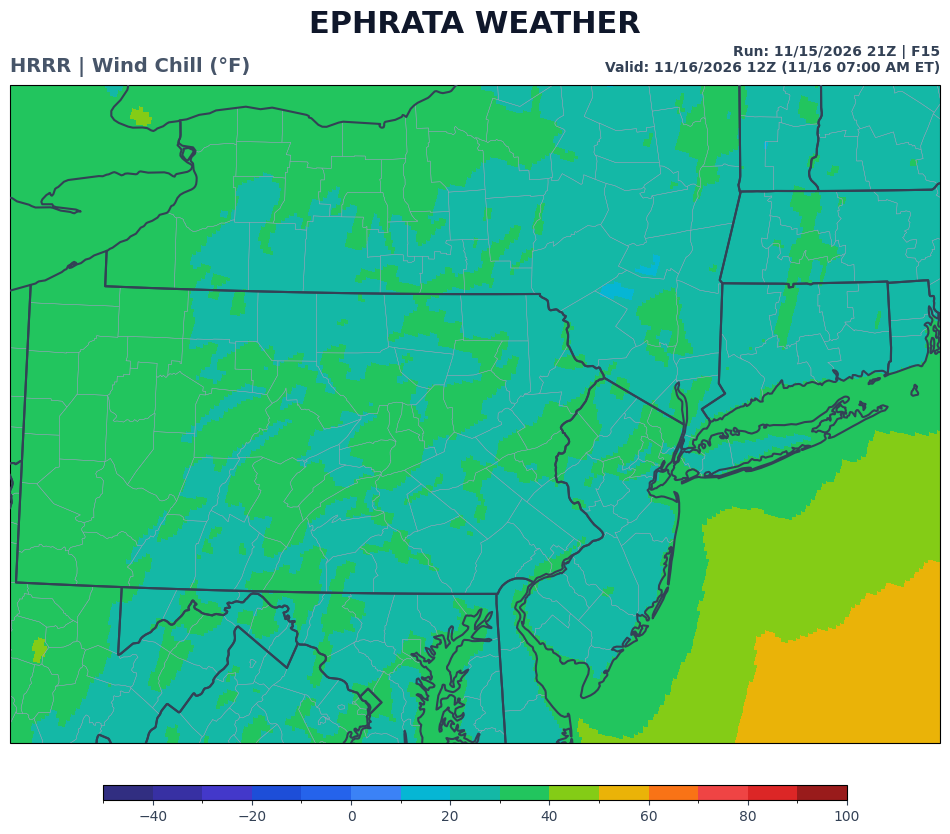 EPHRATA WEATHER
HRRR | Wind Chill (°F)
Run: 11/15/2026 21Z | F15
Valid: 11/16/2026 12Z (11/16 07:00 AM ET)
−40 −20 0 20 40 60 80 100